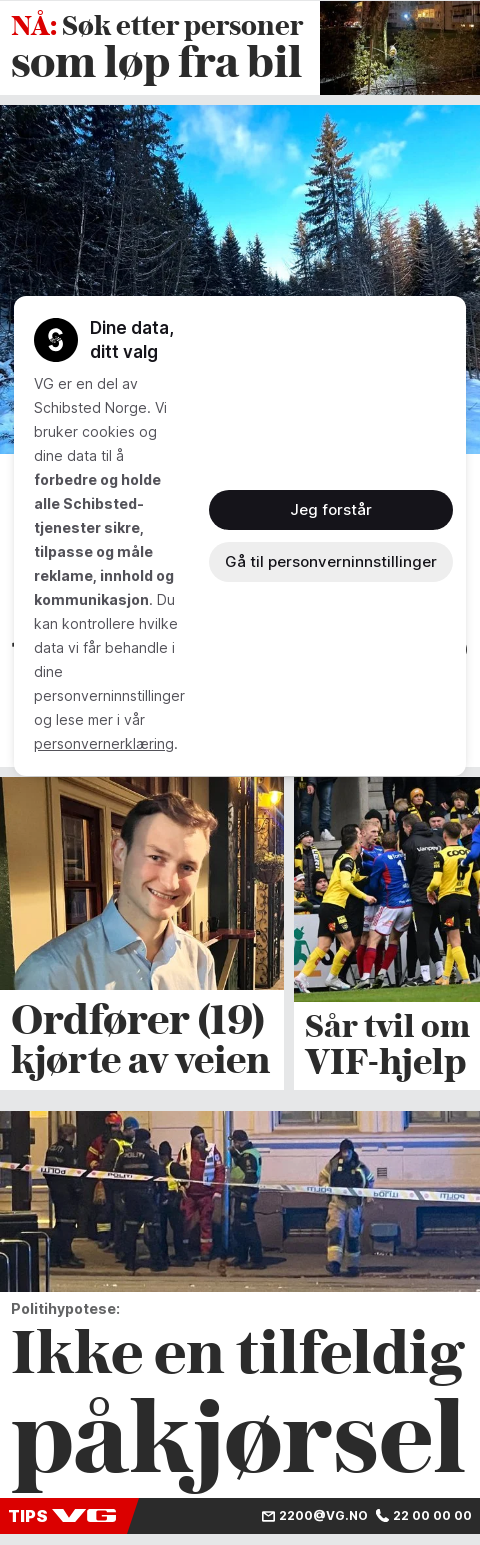 NÅ: Søk etter personer
som løp fra bil
Dine data,
ditt valg
VG er en del av
Schibsted Norge. Vi
bruker cookies og
dine data til å
forbedre og holde
alle Schibsted-
tjenester sikre,
tilpasse og måle
reklame, innhold og
kommunikasjon. Du
kan kontrollere hvilke
data vi får behandle i
dine
personverninnstillinger
og lese mer i vår
personvernerklæring.
Jeg forstår
Gå til personverninnstillinger
Ordfører (19)
kjørte av veien
Sår tvil om
VIF-hjelp
Politihypotese:
Ikke en tilfeldig
påkjørsel
TIPS VG
2200@VG.NO 22 00 00 00